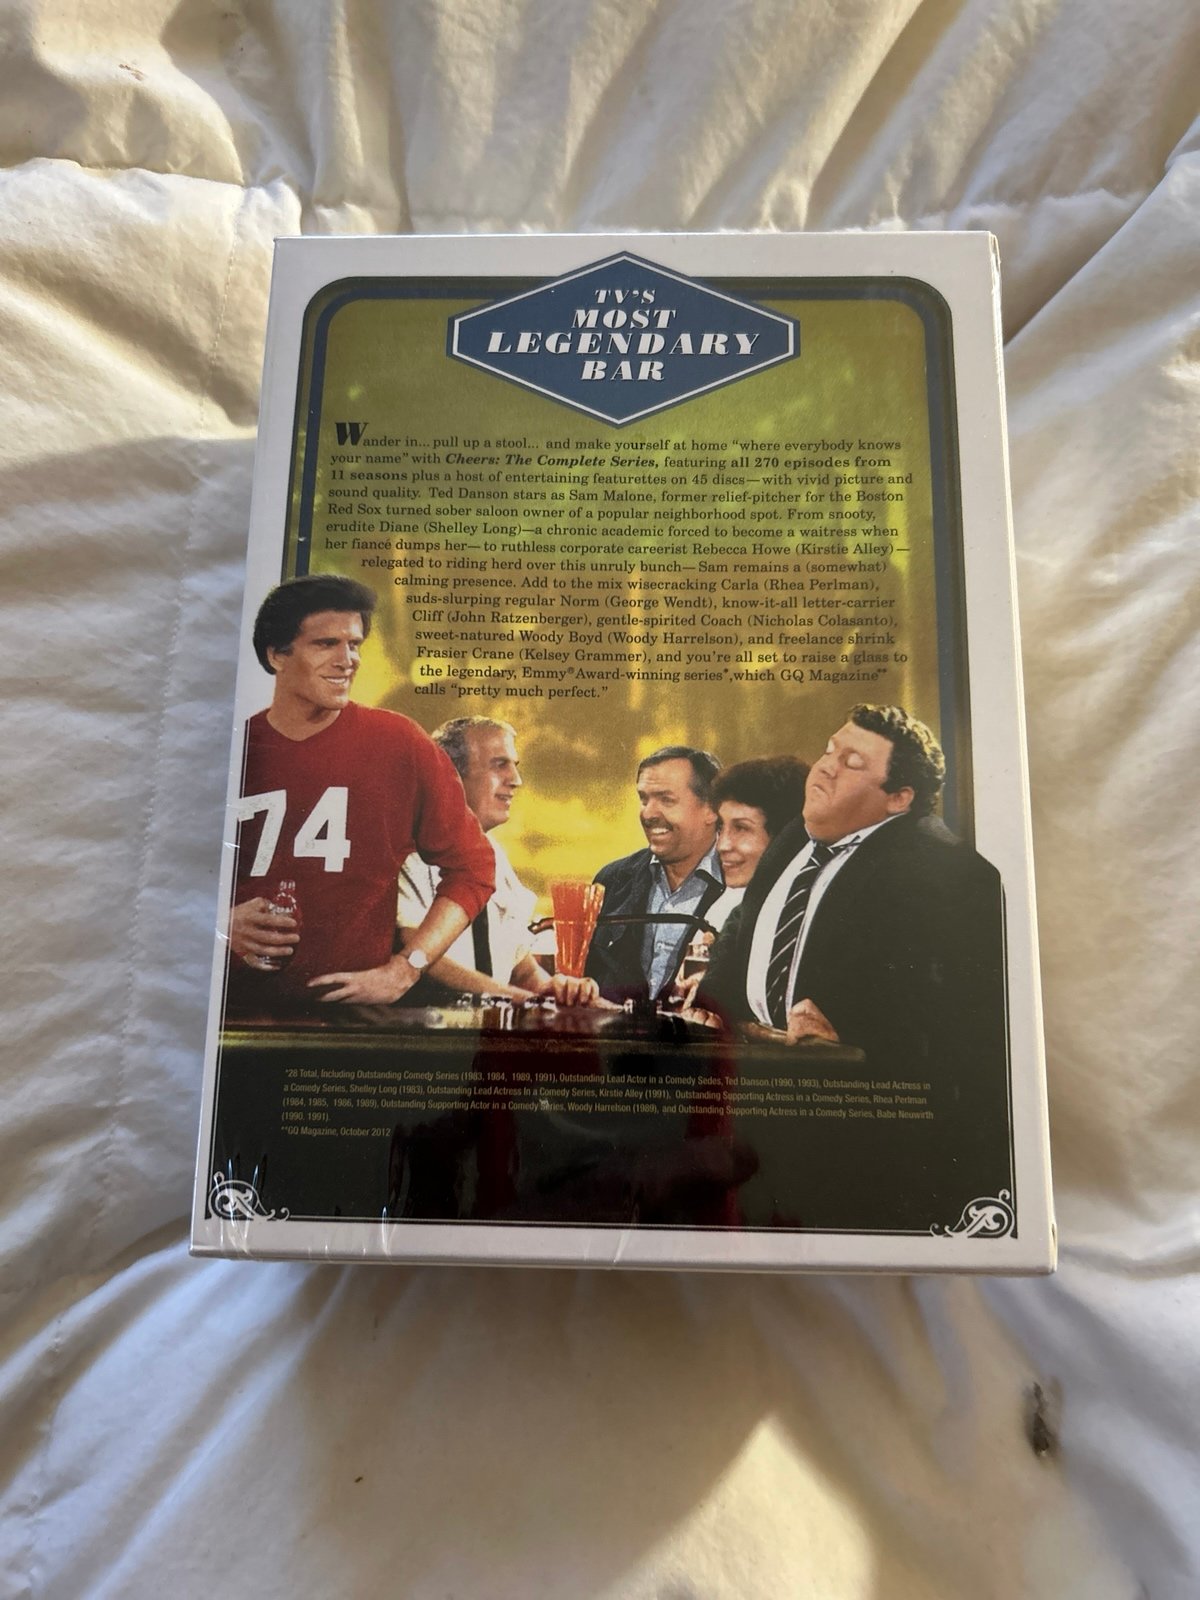 TV'S
MOST
LEGENDARY
BAR
Wander in... pull up a stool... and make yourself at home "where everybody knows
your name" with Cheers: The Complete Series, featuring all 270 episodes from
11 seasons plus a host of entertaining featurettes on 45 discs—with vivid picture and
sound quality. Ted Danson stars as Sam Malone, former relief-pitcher for the Boston
Red Sox turned sober saloon owner of a popular neighborhood spot. From snooty,
erudite Diane (Shelley Long)—a chronic academic forced to become a waitress when
her fiancé dumps her—to ruthless corporate careerist Rebecca Howe (Kirstie Alley)—
relegated to riding herd over this unruly bunch—Sam remains a (somewhat)
calming presence. Add to the mix wisecracking Carla (Rhea Perlman),
suds-slurping regular Norm (George Wendt), know-it-all letter-carrier
Cliff (John Ratzenberger), gentle-spirited Coach (Nicholas Colasanto),
sweet-natured Woody Boyd (Woody Harrelson), and freelance shrink
Frasier Crane (Kelsey Grammer), and you're all set to raise a glass to
the legendary, Emmy® Award-winning series*, which GQ Magazine**
calls "pretty much perfect."
74
*28 Total, Including Outstanding Comedy Series (1983, 1984, 1989, 1991), Outstanding Lead Actor in a Comedy Sedes, Ted Danson.(1990, 1993), Outstanding Lead Actress in
a Comedy Series, Shelley Long (1983), Outstanding Lead Actress In a Comedy Series, Kirstie Alley (1991), Outstanding Supporting Actress in a Comedy Series, Rhea Perlman
(1984, 1985, 1986, 1989), Outstanding Supporting Actor in a Comedy Series, Woody Harrelson (1989), and Outstanding Supporting Actress in a Comedy Series, Babe Neuwirth
(1990, 1991).
**GQ Magazine, October 2012